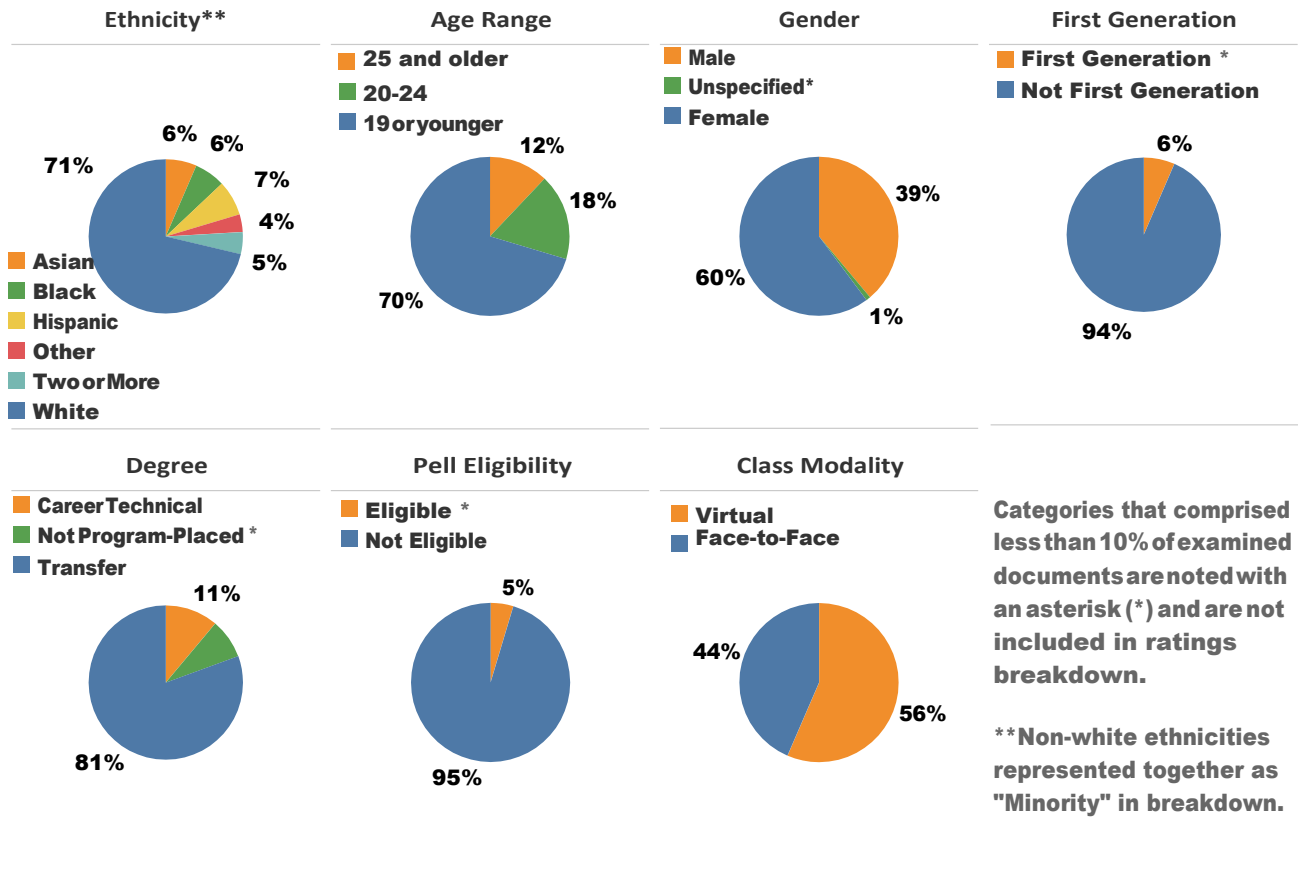 Ethnicity**
6%
6%
71%
7%
4%
5%
Asian
Black
Hispanic
Other
Two or More
White
Age Range
25 and older
20-24
19 or younger
12%
18%
70%
Gender
Male
Unspecified*
Female
39%
60%
1%
First Generation
First Generation *
Not First Generation
6%
94%
Degree
Career Technical
Not Program-Placed *
Transfer
11%
81%
Pell Eligibility
Eligible *
Not Eligible
5%
95%
Class Modality
Virtual
Face-to-Face
44%
56%
Categories that comprised
less than 10% of examined
documents are noted with
an asterisk (*) and are not
included in ratings
breakdown.
**Non-white ethnicities
represented together as
"Minority" in breakdown.